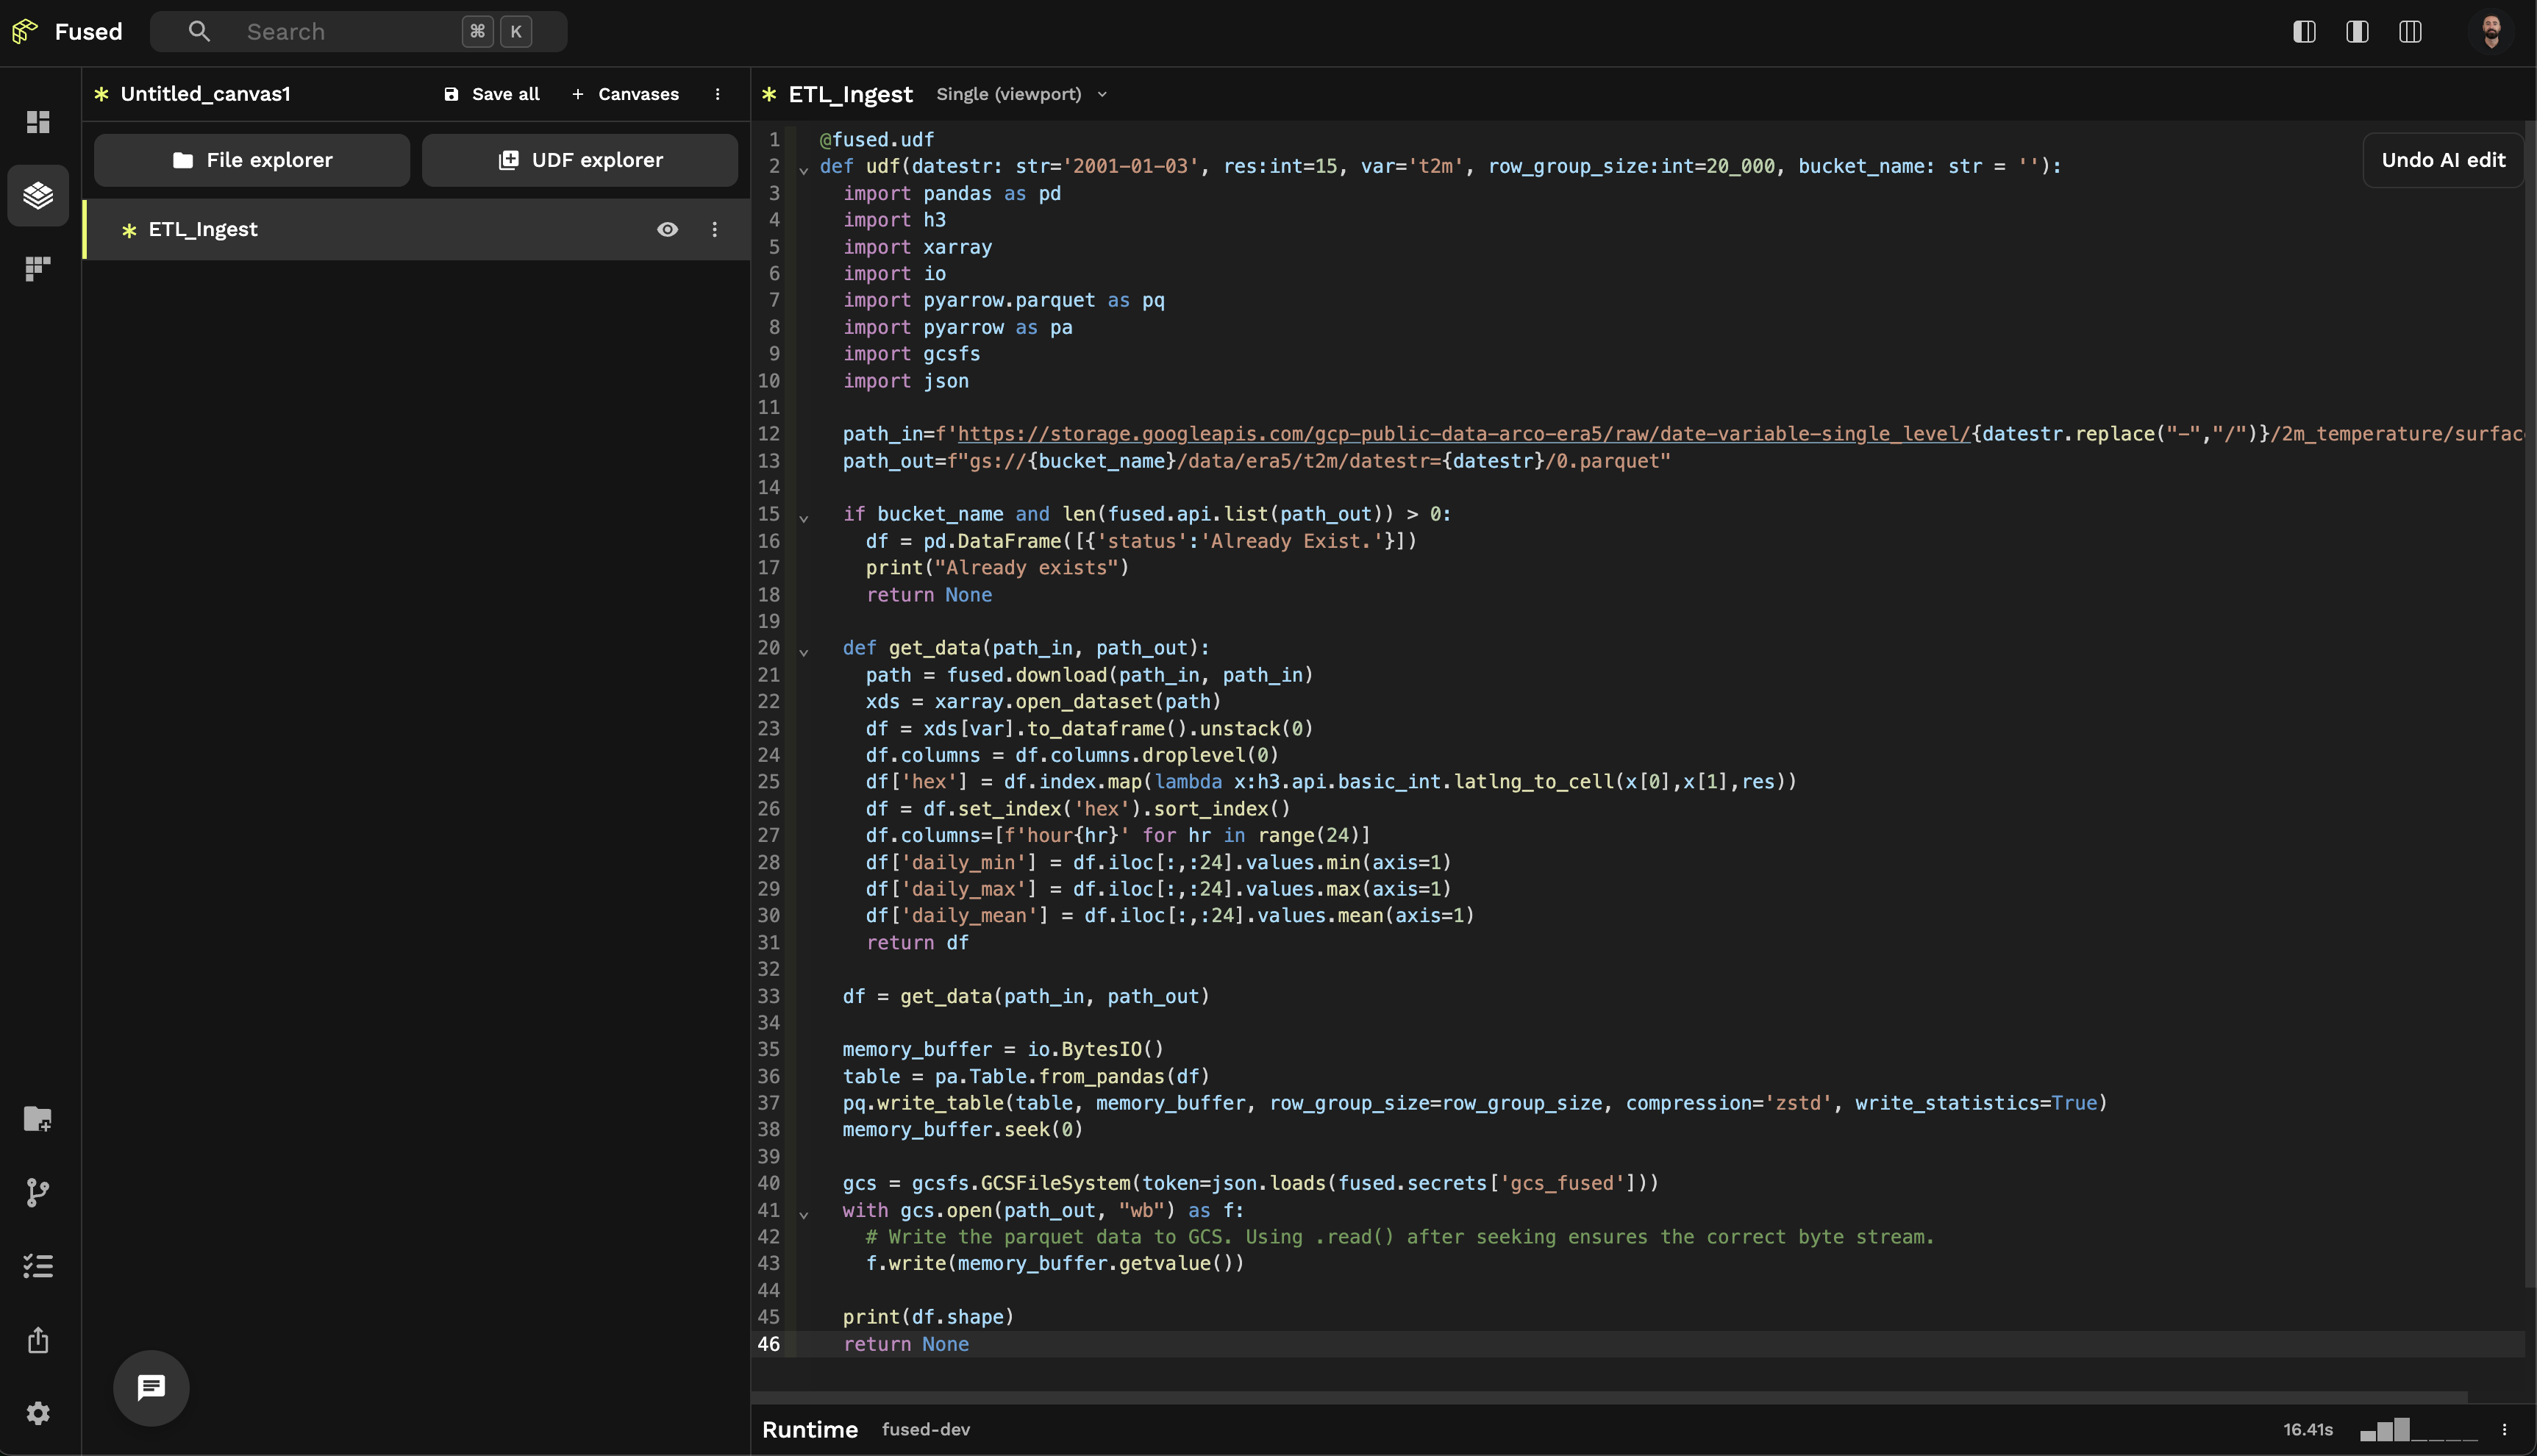 Fused
Search
⌘ K
Untitled_canvas1
Save all
+ Canvases
File explorer
UDF explorer
ETL_Ingest
ETL_Ingest Single (viewport)
Undo AI edit
1 @fused.udf
2 def udf(datestr: str='2001-01-03', res:int=15, var='t2m', row_group_size:int=20_000, bucket_name: str = ''):
3 import pandas as pd
4 import h3
5 import xarray
6 import io
7 import pyarrow.parquet as pq
8 import pyarrow as pa
9 import gcsfs
10 import json
11
12 path_in=f'https://storage.googleapis.com/gcp-public-data-arco-era5/raw/date-variable-single_level/{datestr.replace("-","/")}/2m_temperature/surfac
13 path_out=f"gs://{bucket_name}/data/era5/t2m/datestr={datestr}/0.parquet"
14
15 if bucket_name and len(fused.api.list(path_out)) > 0:
16 df = pd.DataFrame([{'status':'Already Exist.'}])
17 print("Already exists")
18 return None
19
20 def get_data(path_in, path_out):
21 path = fused.download(path_in, path_in)
22 xds = xarray.open_dataset(path)
23 df = xds[var].to_dataframe().unstack(0)
24 df.columns = df.columns.droplevel(0)
25 df['hex'] = df.index.map(lambda x:h3.api.basic_int.latlng_to_cell(x[0],x[1],res))
26 df = df.set_index('hex').sort_index()
27 df.columns=[f'hour{hr}' for hr in range(24)]
28 df['daily_min'] = df.iloc[:,:24].values.min(axis=1)
29 df['daily_max'] = df.iloc[:,:24].values.max(axis=1)
30 df['daily_mean'] = df.iloc[:,:24].values.mean(axis=1)
31 return df
32
33 df = get_data(path_in, path_out)
34
35 memory_buffer = io.BytesIO()
36 table = pa.Table.from_pandas(df)
37 pq.write_table(table, memory_buffer, row_group_size=row_group_size, compression='zstd', write_statistics=True)
38 memory_buffer.seek(0)
39
40 gcs = gcsfs.GCSFileSystem(token=json.loads(fused.secrets['gcs_fused']))
41 with gcs.open(path_out, "wb") as f:
42 # Write the parquet data to GCS. Using .read() after seeking ensures the correct byte stream.
43 f.write(memory_buffer.getvalue())
44
45 print(df.shape)
46 return None
Runtime fused-dev
16.41s